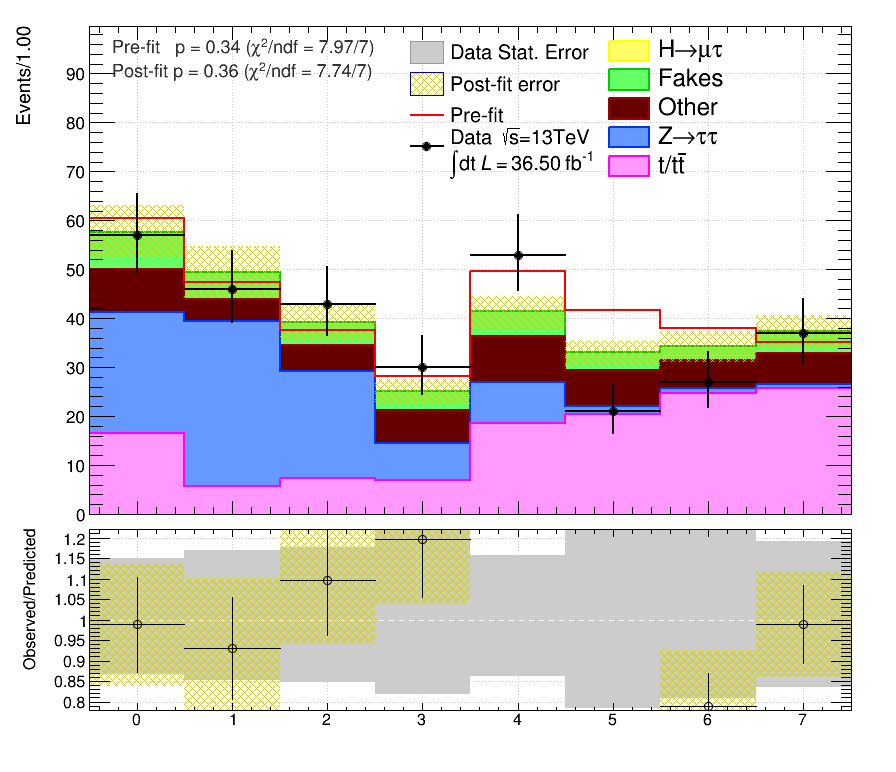 Events/1.00
Pre-fit p = 0.34 (χ²/ndf = 7.97/7)
Post-fit p = 0.36 (χ²/ndf = 7.74/7)
Data Stat. Error
Post-fit error
Pre-fit
Data √s=13TeV
∫dt L = 36.50 fb⁻¹
H→μτ
Fakes
Other
Z→ττ
t/tt̄
90
80
70
60
50
40
30
20
10
0
Observed/Predicted
1.2
1.15
1.1
1.05
1
0.95
0.9
0.85
0.8
0 1 2 3 4 5 6 7